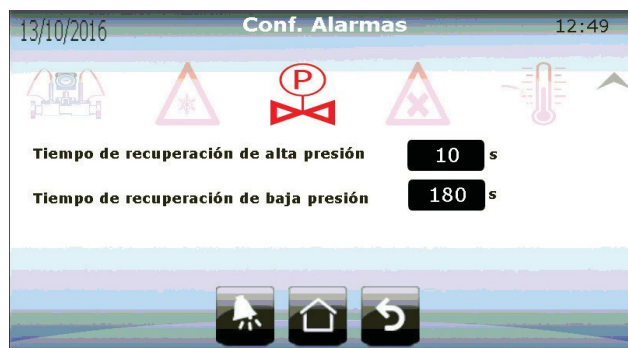 13/10/2016 Conf. Alarmas 12:49
P
Tiempo de recuperación de alta presión 10 s
Tiempo de recuperación de baja presión 180 s